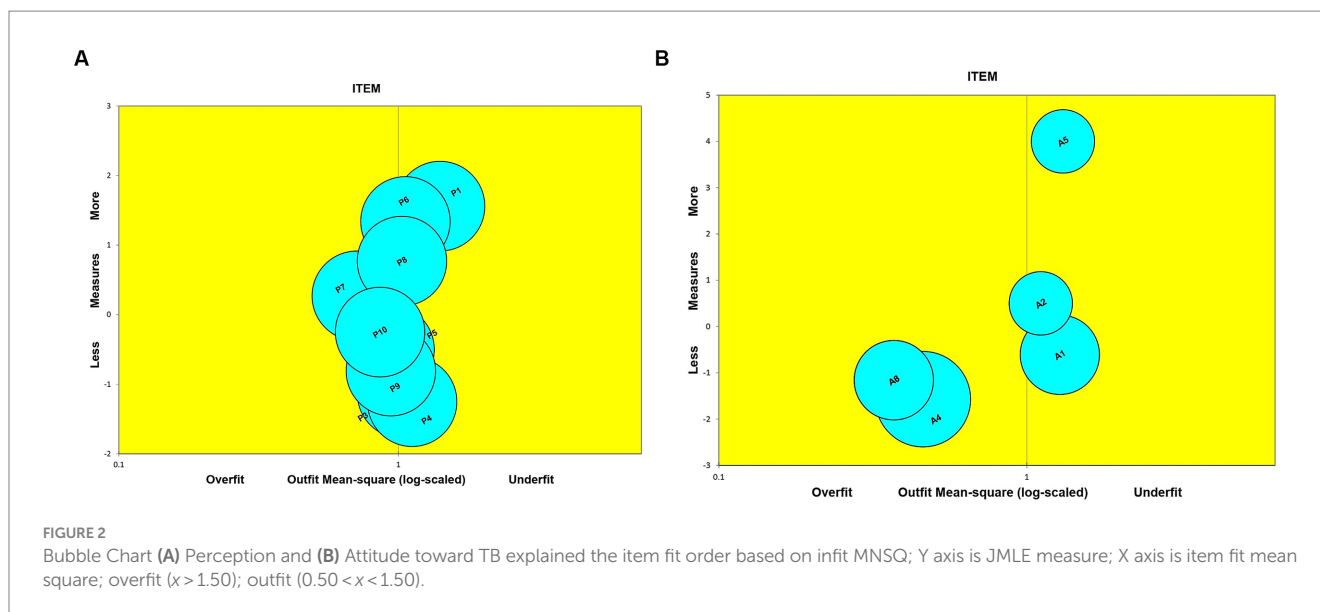 A
ITEM
3
2
1
0
-1
-2
More
Measures
Less
P1
P6
P8
P7
P10
P5
P9
P3
P4
0.1
1
Overfit
Outfit Mean-square (log-scaled)
Underfit
B
ITEM
5
4
3
2
1
0
-1
-2
-3
More
Measures
Less
A5
A2
A1
A8
A4
0.1
1
Overfit
Outfit Mean-square (log-scaled)
Underfit
FIGURE 2
Bubble Chart (A) Perception and (B) Attitude toward TB explained the item fit order based on infit MNSQ; Y axis is JMLE measure; X axis is item fit mean
square; overfit (x > 1.50); outfit (0.50 < x < 1.50).